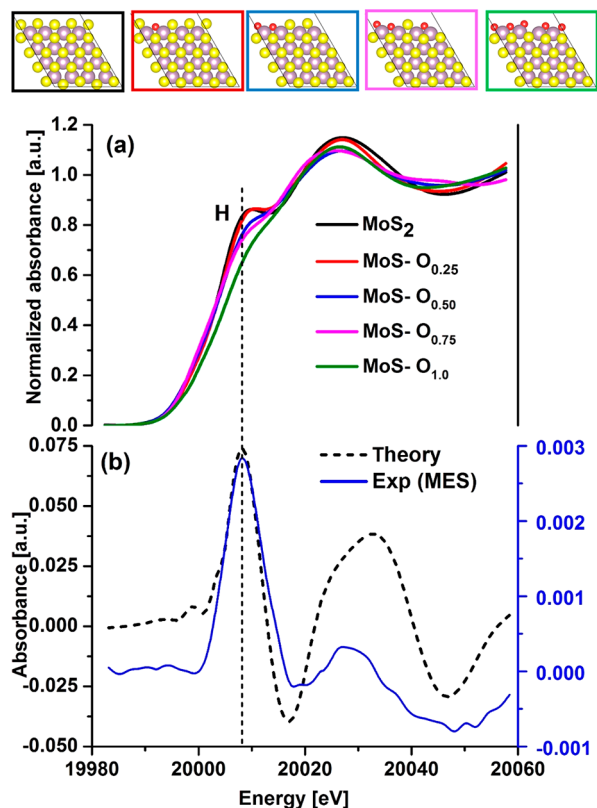 (a)
Normalized absorbance [a.u.]
1.2
1.0
0.8
0.6
0.4
0.2
0.0
H
MoS₂
MoS- O₀.₂₅
MoS- O₀.₅₀
MoS- O₀.₇₅
MoS- O₁.₀
(b)
Absorbance [a.u.]
0.075
0.050
0.025
0.000
-0.025
-0.050
Theory
Exp (MES)
0.003
0.002
0.001
0.000
-0.001
19980 20000 20020 20040 20060
Energy [eV]